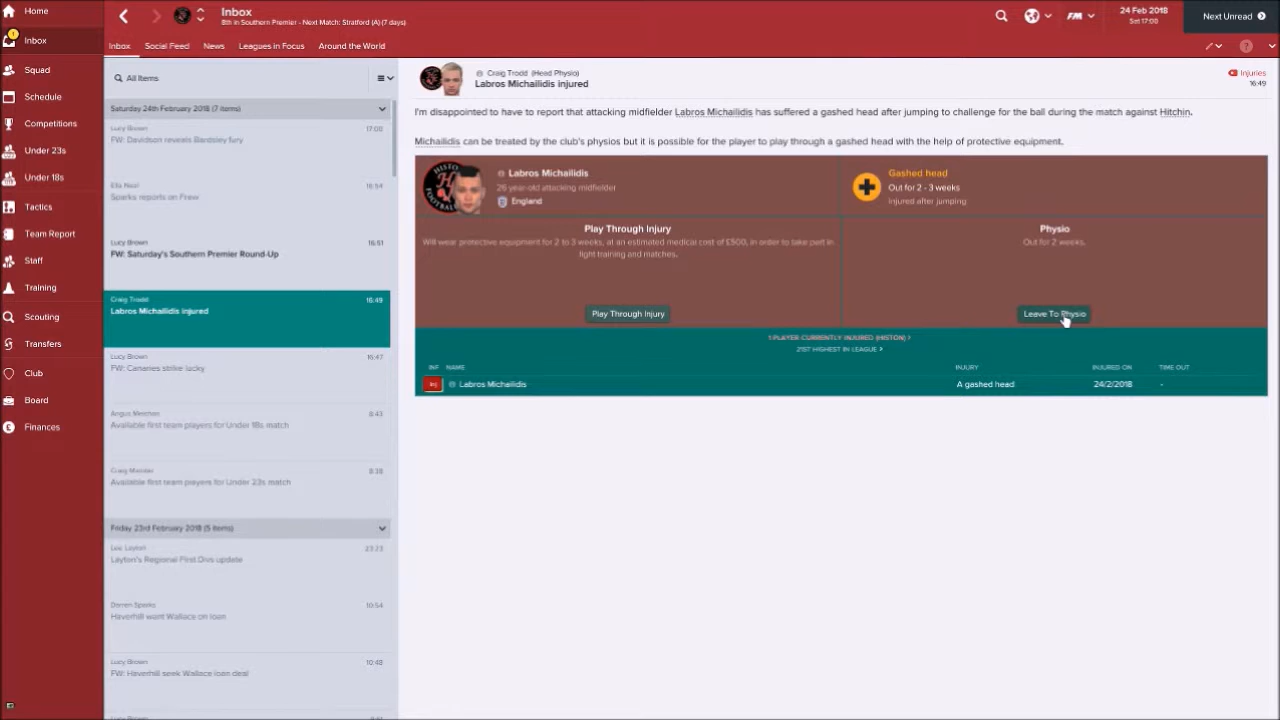 Home
Inbox
Squad
Schedule
Competitions
Under 23s
Under 18s
Tactics
Team Report
Staff
Training
Scouting
Transfers
Club
Board
Finances
Inbox
8th in Southern Premier - Next Match: Stratford (A) (7 days)
FM
24 Feb 2018
Sat 17:00
Next Unread
Inbox
Social Feed
News
Leagues in Focus
Around the World
All Items
Saturday 24th February 2018 (7 items)
Lucy Brown 17:00
FW: Davidson reveals Bardsley fury
16:54
Sparks reports on Frew
Lucy Brown 16:51
FW: Saturday's Southern Premier Round-Up
Craig Trodd 16:49
Labros Michailidis injured
Lucy Brown 16:47
FW: Canaries strike lucky
Angus 8:43
Available first team players for Under 18s match
Craig 8:38
Available first team players for Under 23s match
Friday 23rd February 2018 (5 items)
Lee Layton 23:23
Layton's Regional First Divs update
Darren Sparks 10:54
Haverhill want Wallace on loan
Lucy Brown 10:48
FW: Haverhill seek Wallace loan deal
Lucy Brown
Craig Trodd (Head Physio)
Labros Michailidis injured
Injuries
16:49
I'm disappointed to have to report that attacking midfielder Labros Michailidis has suffered a gashed head after jumping to challenge for the ball during the match against Hitchin.
Michailidis can be treated by the club's physios but it is possible for the player to play through a gashed head with the help of protective equipment.
HISTO
FOOTBAL
Labros Michailidis
26 year-old attacking midfielder
England
Gashed head
Out for 2 - 3 weeks
Injured after jumping
Play Through Injury
Will wear protective equipment for 2 to 3 weeks, at an estimated medical cost of £500, in order to take part in
light training and matches.
Play Through Injury
Physio
Out for 2 weeks.
Leave To Physio
1 PLAYER CURRENTLY INJURED (HISTON) >
21ST HIGHEST IN LEAGUE >
INF NAME INJURY INJURED ON TIME OUT
Inj Labros Michailidis A gashed head 24/2/2018 -